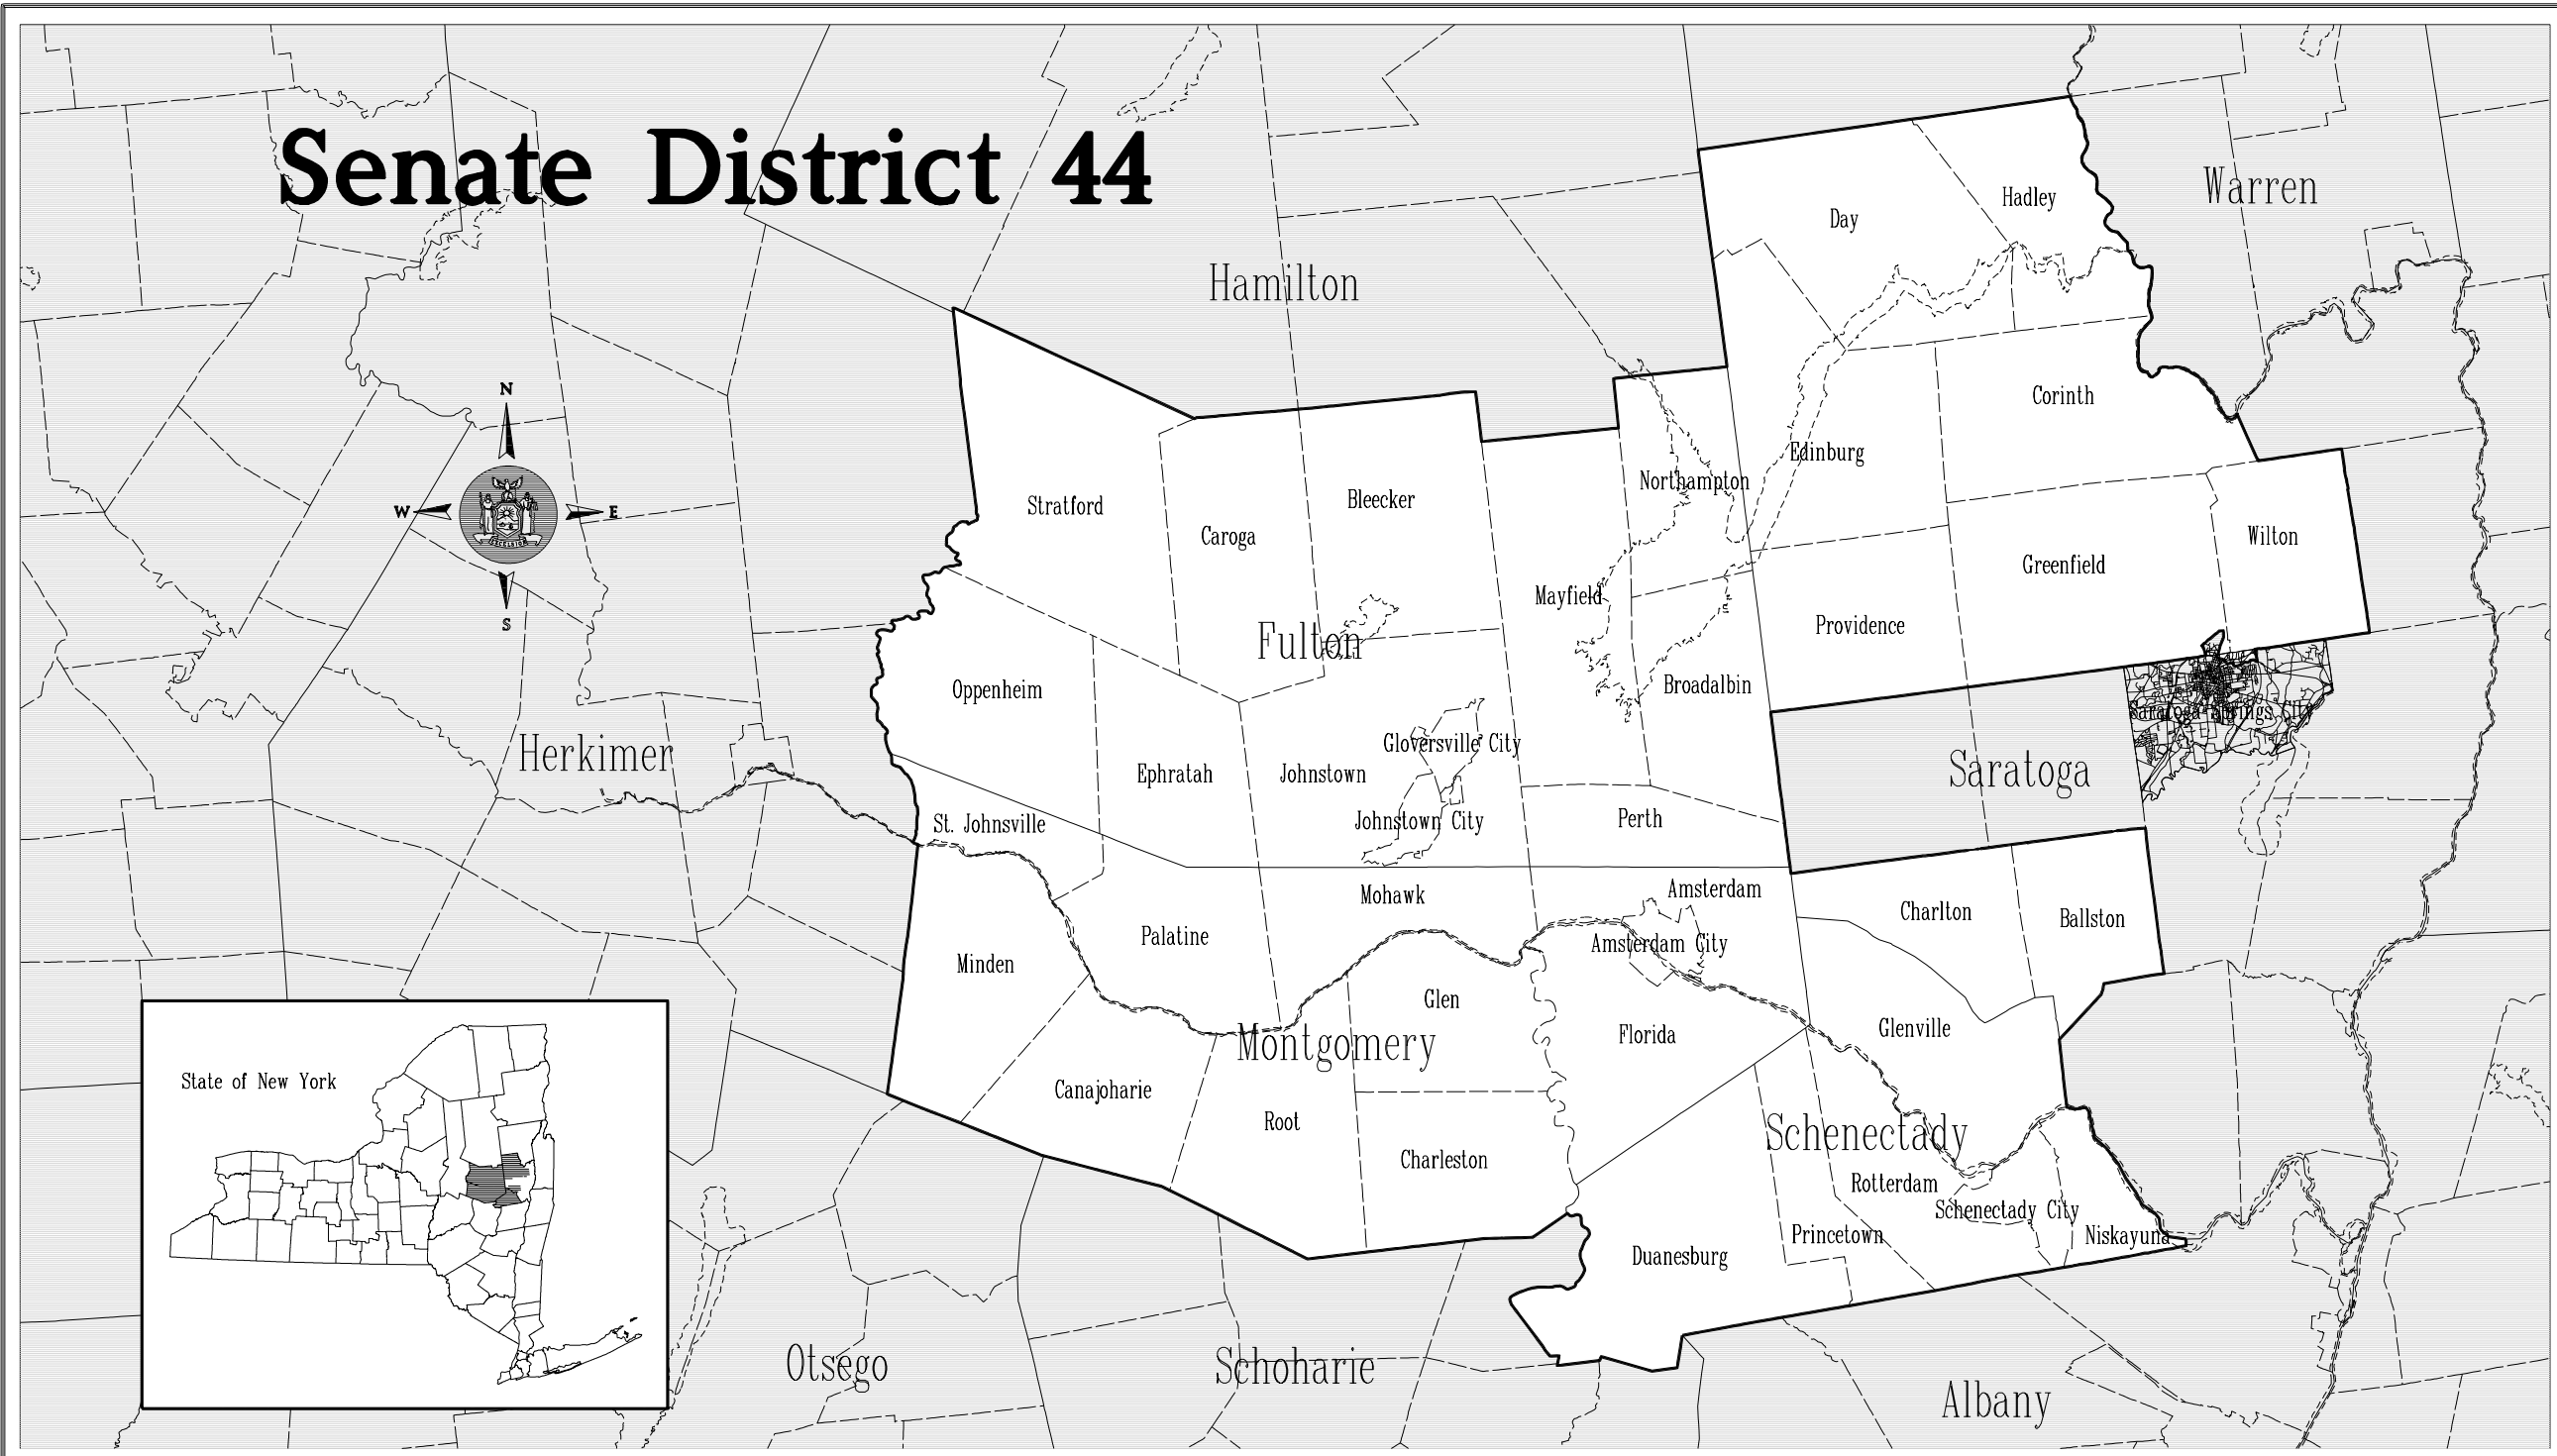 Senate District 44
Warren
Hadley
Day
Hamilton
N
Corinth
Edinburg
Northampton
Bleecker
Stratford
W
E
Caroga
Wilton
Greenfield
Mayfield
S
Providence
Fulton
Broadalbin
Oppenheim
Saratoga Springs City
Gloversville City
Herkimer
Saratoga
Ephratah
Johnstown
Perth
Johnstown City
St. Johnsville
Amsterdam
Mohawk
Charlton
Ballston
Palatine
Amsterdam City
Minden
Glen
Glenville
Florida
Montgomery
State of New York
Canajoharie
Root
Schenectady
Charleston
Rotterdam
Schenectady City
Princetown
Niskayuna
Duanesburg
Otsego
Schoharie
Albany